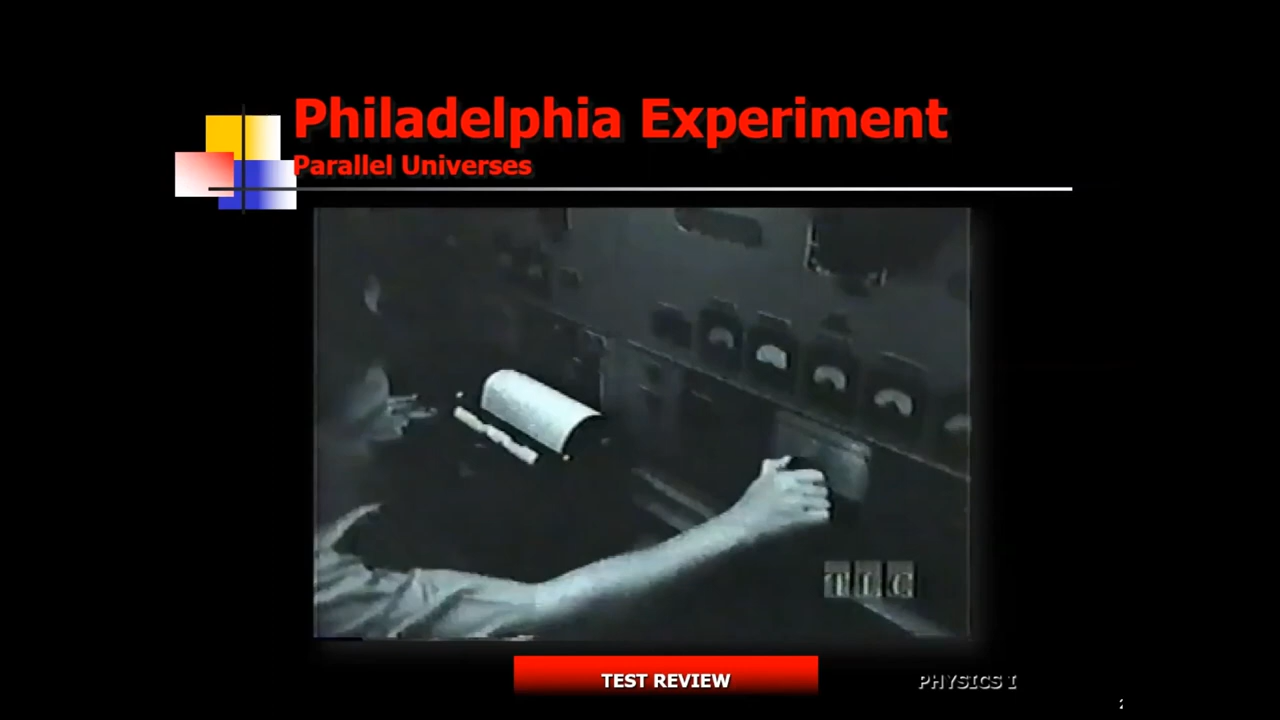 Philadelphia Experiment
Parallel Universes
TLC
TEST REVIEW
PHYSICS I